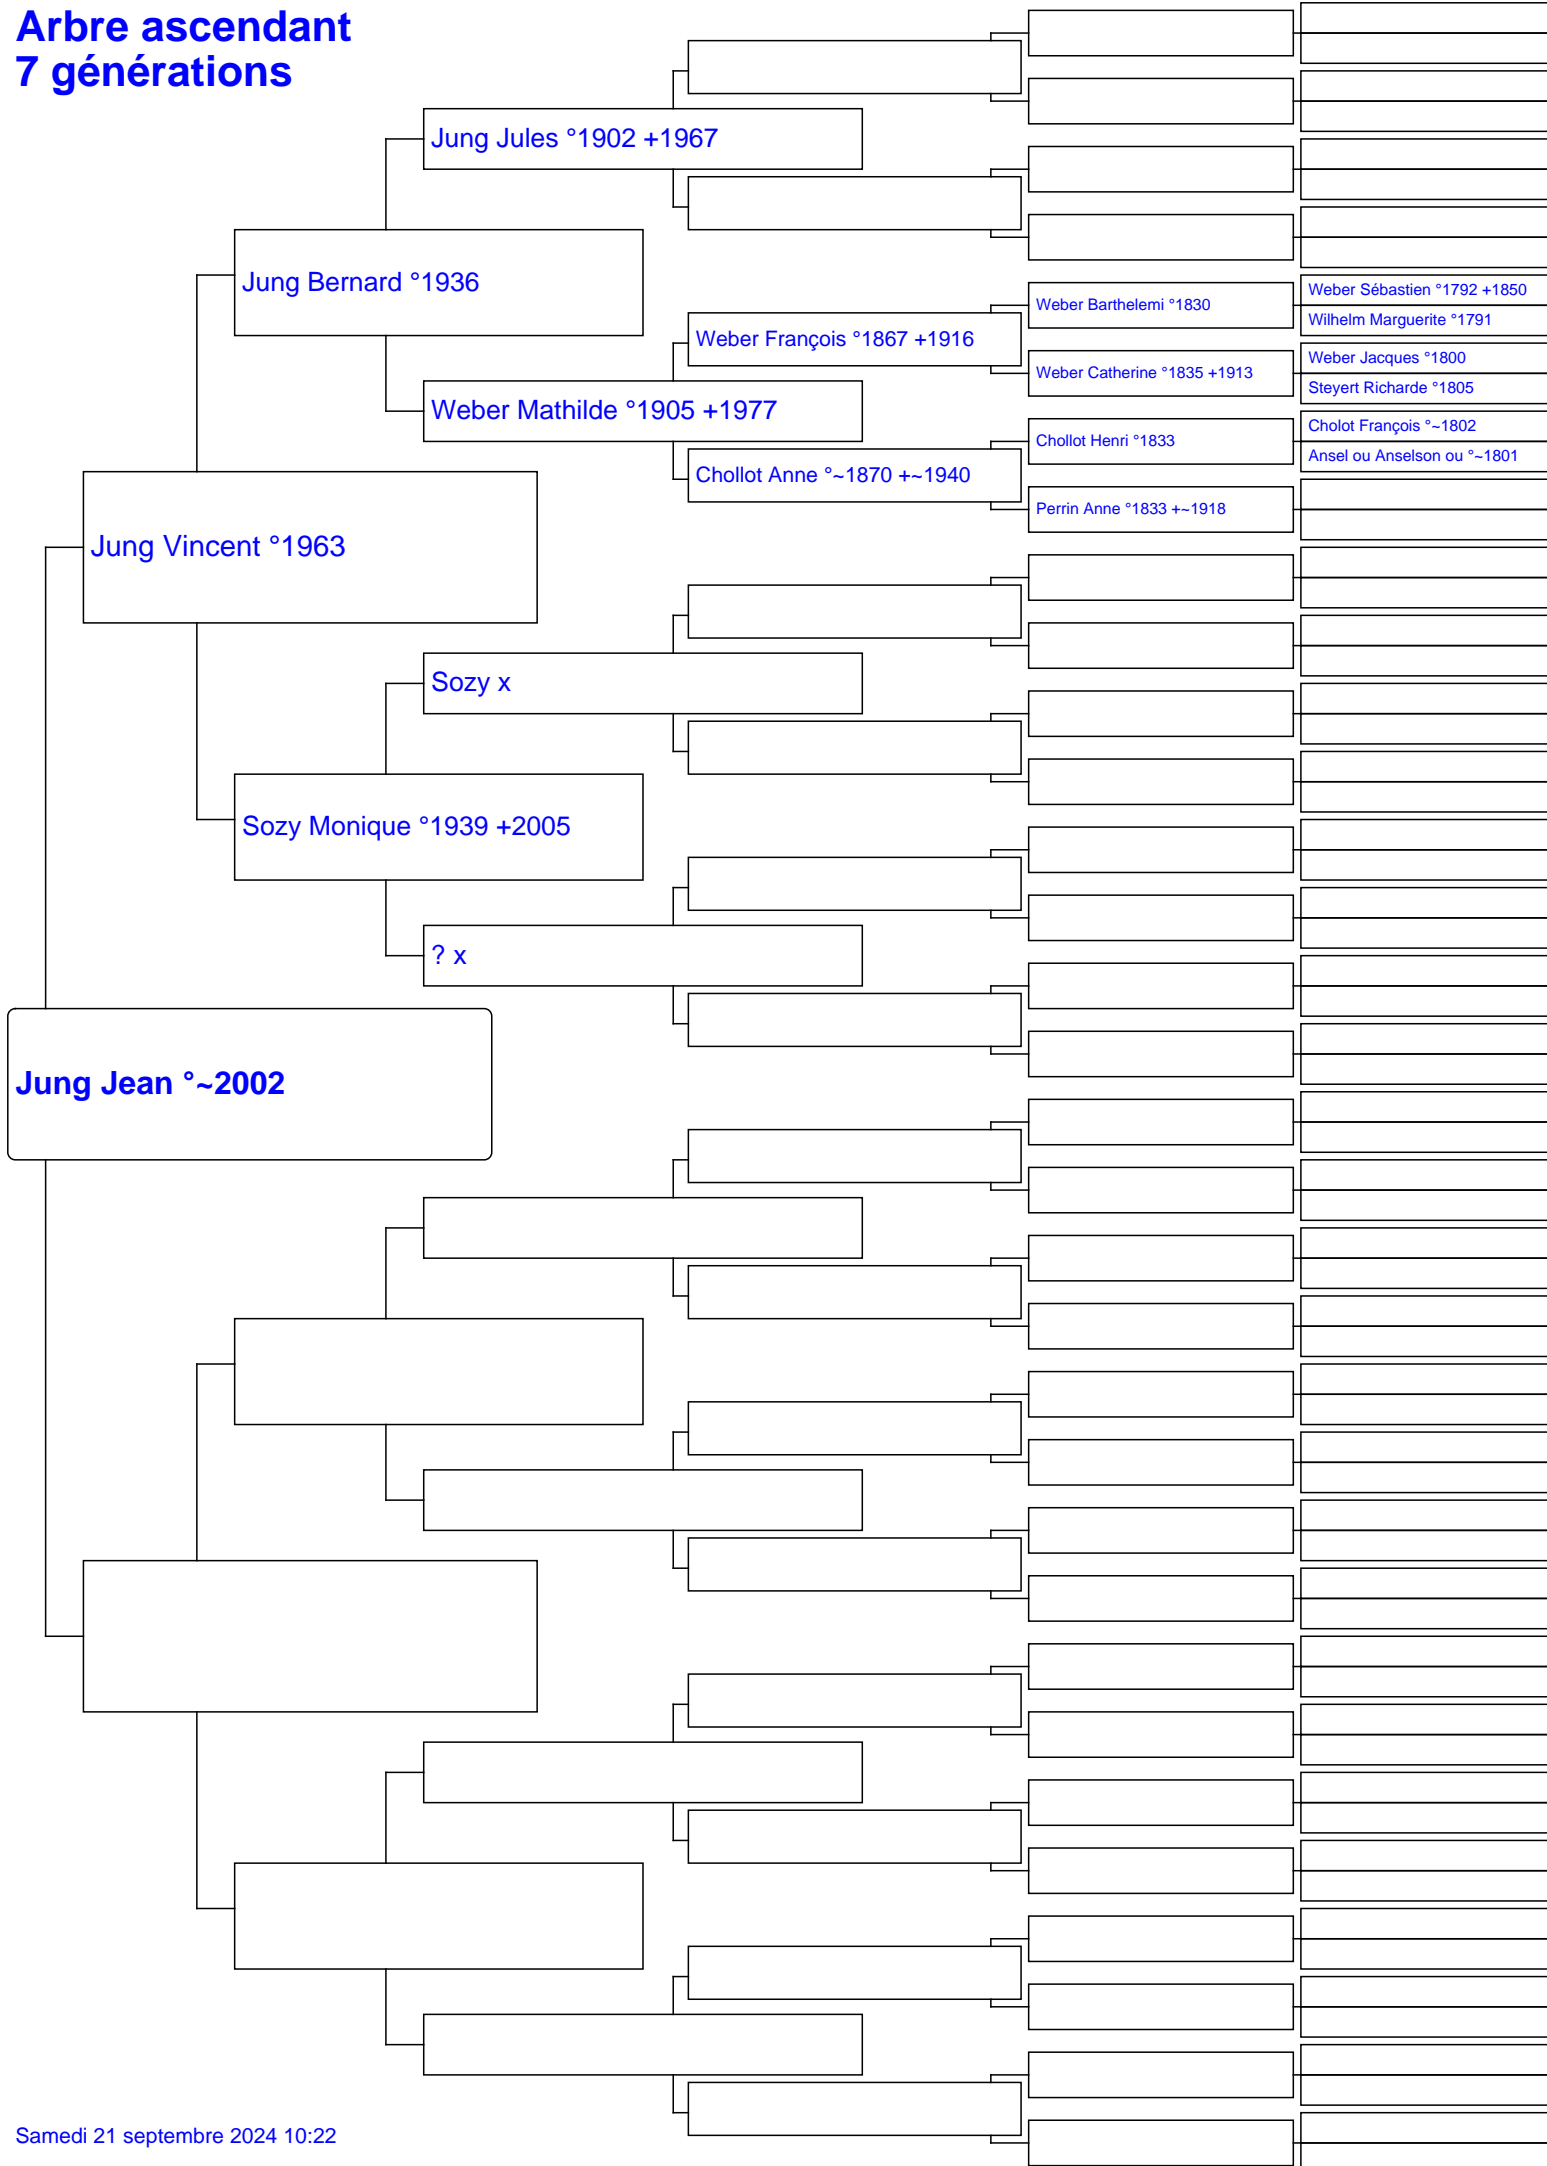 Arbre ascendant
7 générations
Jung Jules °1902 +1967
Jung Bernard °1936
Weber Sébastien °1792 +1850
Weber Barthelemi °1830
Wilhelm Marguerite °1791
Weber François °1867 +1916
Weber Jacques °1800
Weber Catherine °1835 +1913
Steyert Richarde °1805
Weber Mathilde °1905 +1977
Cholot François °~1802
Chollot Henri °1833
Ansel ou Anselson ou °~1801
Chollot Anne °~1870 +~1940
Perrin Anne °1833 +~1918
Jung Vincent °1963
Sozy x
Sozy Monique °1939 +2005
? x
Jung Jean °~2002
Samedi 21 septembre 2024 10:22